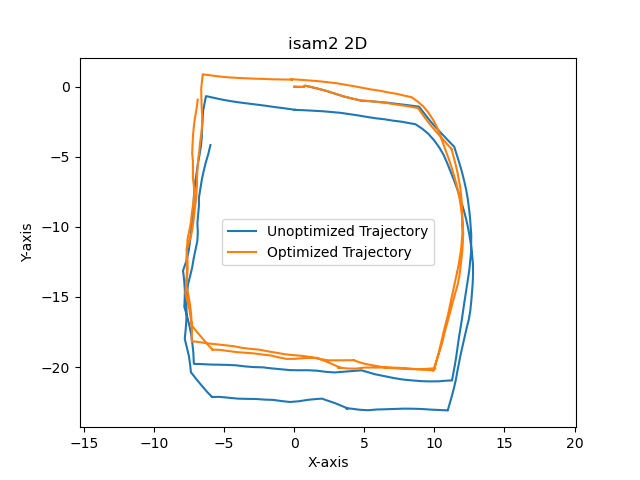 isam2 2D
0
−5
−10
−15
−20
Y-axis
Unoptimized Trajectory
Optimized Trajectory
−15
−10
−5
0
5
10
15
20
X-axis